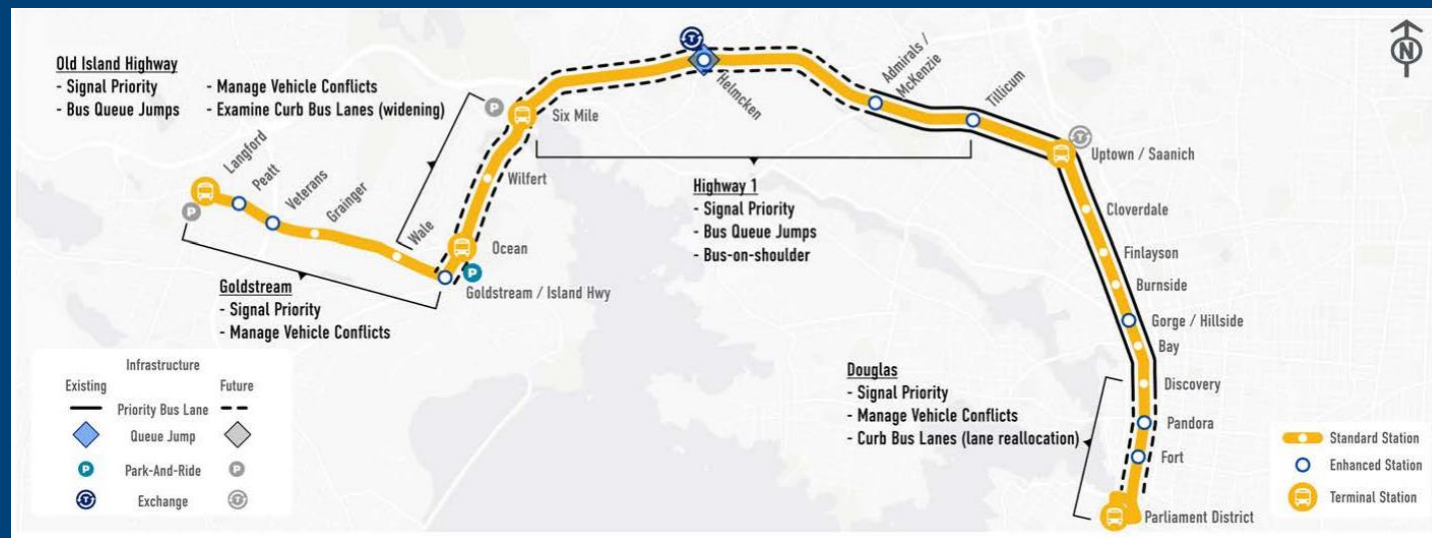 Old Island Highway
- Signal Priority
- Bus Queue Jumps
- Manage Vehicle Conflicts
- Examine Curb Bus Lanes (widening)
P
Langford
Peatt
Veterans
Grainger
Wale
P
Goldstream
- Signal Priority
- Manage Vehicle Conflicts
Goldstream / Island Hwy
P
Ocean
Wilfert
Six Mile
T
Helmcken
Admirals /
McKenzie
Tillicum
T
Uptown / Saanich
Highway 1
- Signal Priority
- Bus Queue Jumps
- Bus-on-shoulder
Cloverdale
Finlayson
Burnside
Gorge / Hillside
Bay
Discovery
Pandora
Fort
Parliament District
Douglas
- Signal Priority
- Manage Vehicle Conflicts
- Curb Bus Lanes (lane reallocation)
N
Infrastructure
Existing Future
Priority Bus Lane
Queue Jump
P Park-And-Ride P
T Exchange T
Standard Station
Enhanced Station
Terminal Station